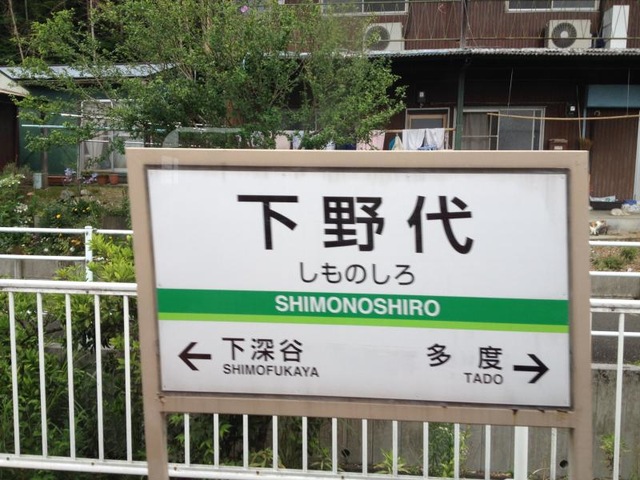 下野代
しものしろ
SHIMONOSHIRO
← 下深谷 多度 →
SHIMOFUKAYA TADO